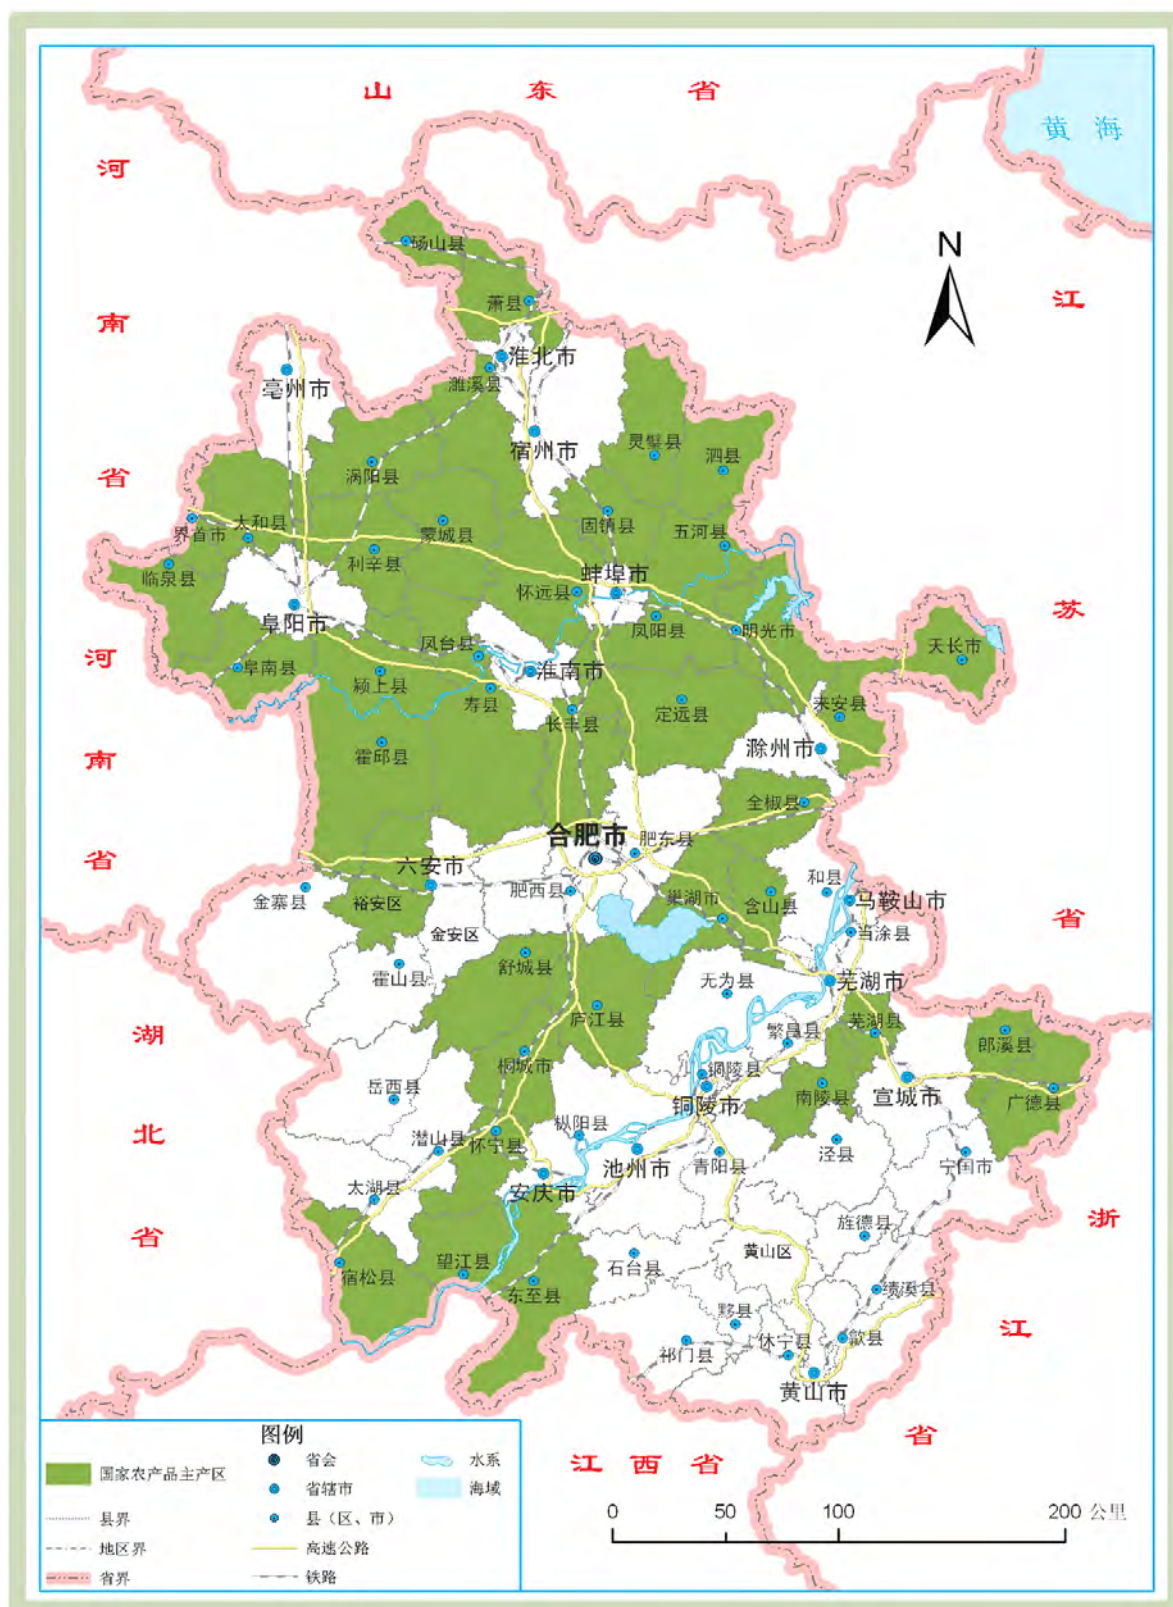 山东省
黄海
河南省
江苏省
N
砀山县
萧县
淮北市
濉溪县
亳州市
宿州市
灵璧县
泗县
涡阳县
固镇县
蒙城县
太和县
界首市
五河县
利辛县
临泉县
蚌埠市
怀远县
阜阳市
凤阳县
明光市
凤台县
天长市
河南省
阜南县
颍上县
淮南市
寿县
长丰县
定远县
来安县
霍邱县
滁州市
全椒县
合肥市
肥东县
六安市
金寨县
裕安区
肥西县
巢湖市
含山县
和县
马鞍山市
金安区
当涂县
霍山县
舒城县
无为县
芜湖市
庐江县
繁昌县
芜湖县
郎溪县
湖北省
桐城市
岳西县
铜陵县
铜陵市
南陵县
宣城市
广德县
潜山县
怀宁县
枞阳县
池州市
青阳县
泾县
宁国市
太湖县
安庆市
旌德县
黄山区
浙江省
宿松县
望江县
东至县
石台县
绩溪县
黟县
祁门县
休宁县
歙县
黄山市
江西省
图例
国家农产品主产区
县界
地区界
省界
省会
省辖市
县（区、市）
高速公路
铁路
水系
海域
0 50 100 200 公里